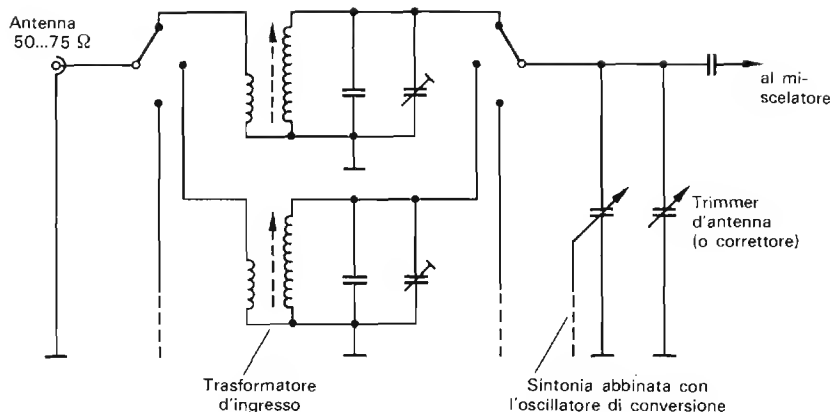 Antenna
50...75 Ω
al mi-
scelatore
Trimmer
d'antenna
(o correttore)
Trasformatore
d'ingresso
Sintonia abbinata con
l'oscillatore di conversione